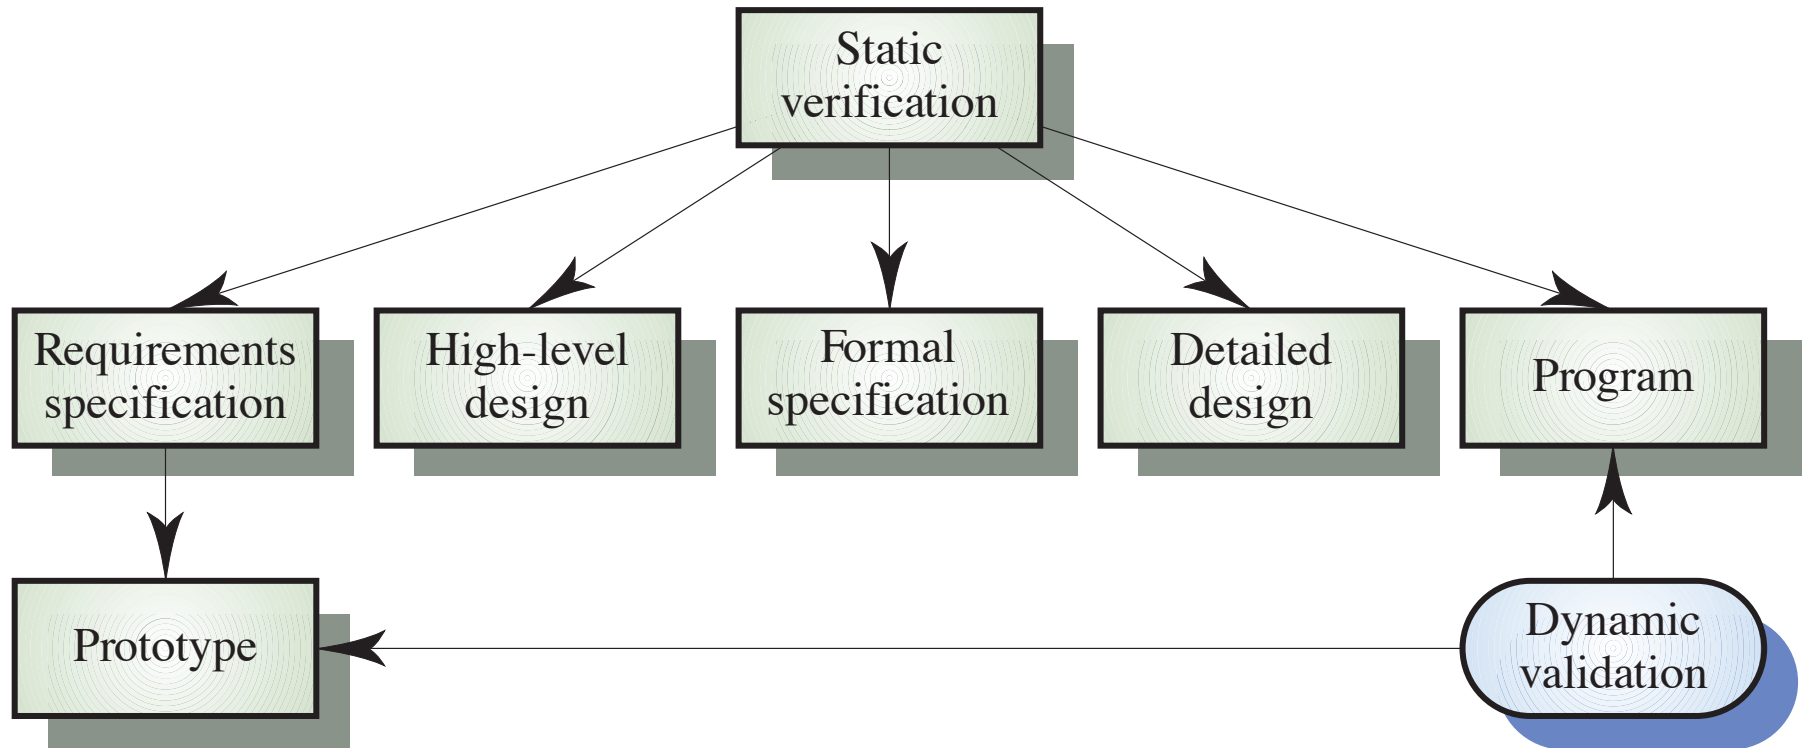 Static
verification
Requirements
specification
High-level
design
Formal
specification
Detailed
design
Program
Prototype
Dynamic
validation